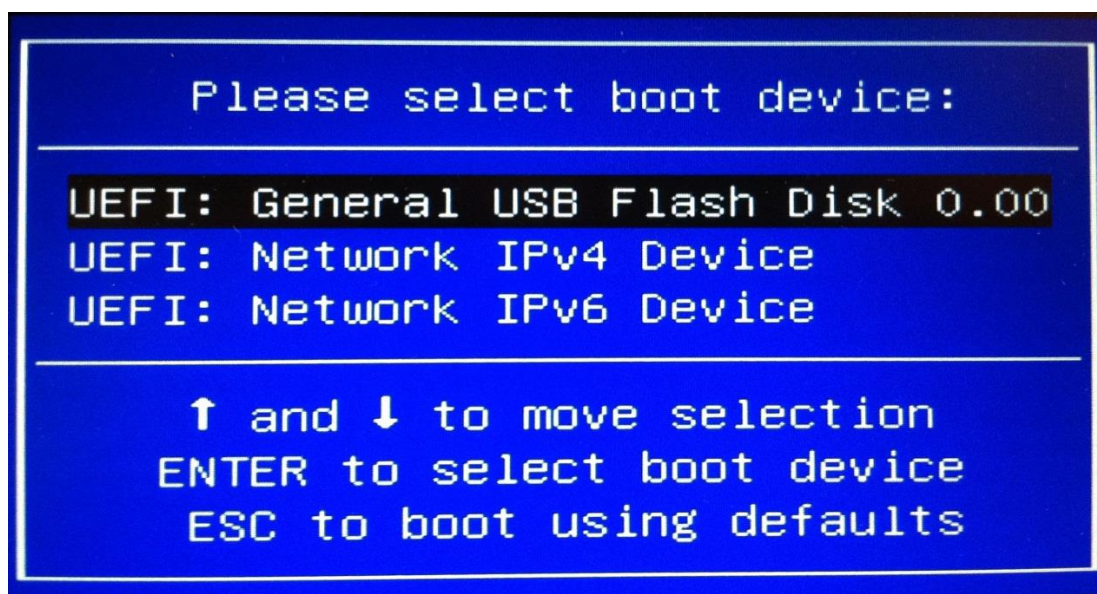 Please select boot device:
UEFI: General USB Flash Disk 0.00
UEFI: Network IPv4 Device
UEFI: Network IPv6 Device
↑ and ↓ to move selection
ENTER to select boot device
ESC to boot using defaults